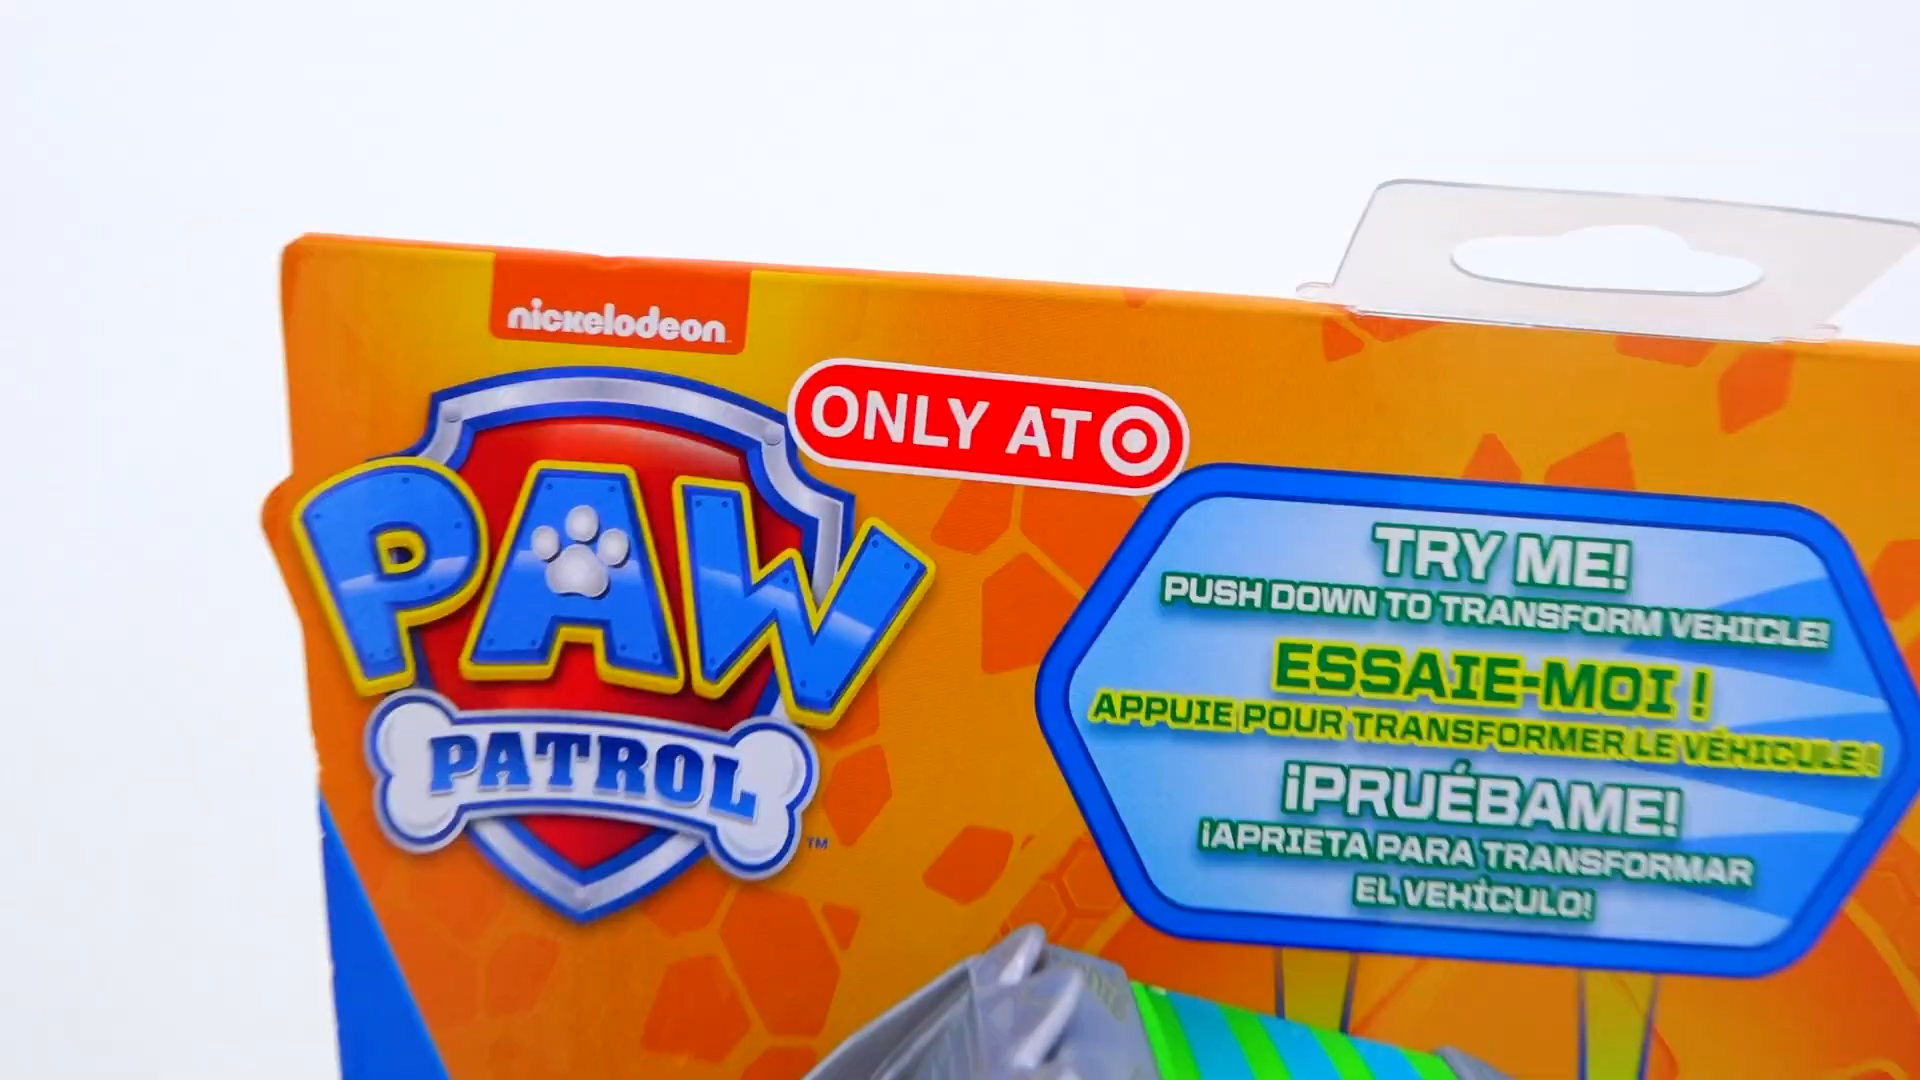 nickelodeon
ONLY AT
PAW
PATROL
TM
TRY ME!
PUSH DOWN TO TRANSFORM VEHICLE!
ESSAIE-MOI !
APPUIE POUR TRANSFORMER LE VÉHICULE !
¡PRUÉBAME!
¡APRIETA PARA TRANSFORMAR
EL VEHÍCULO!